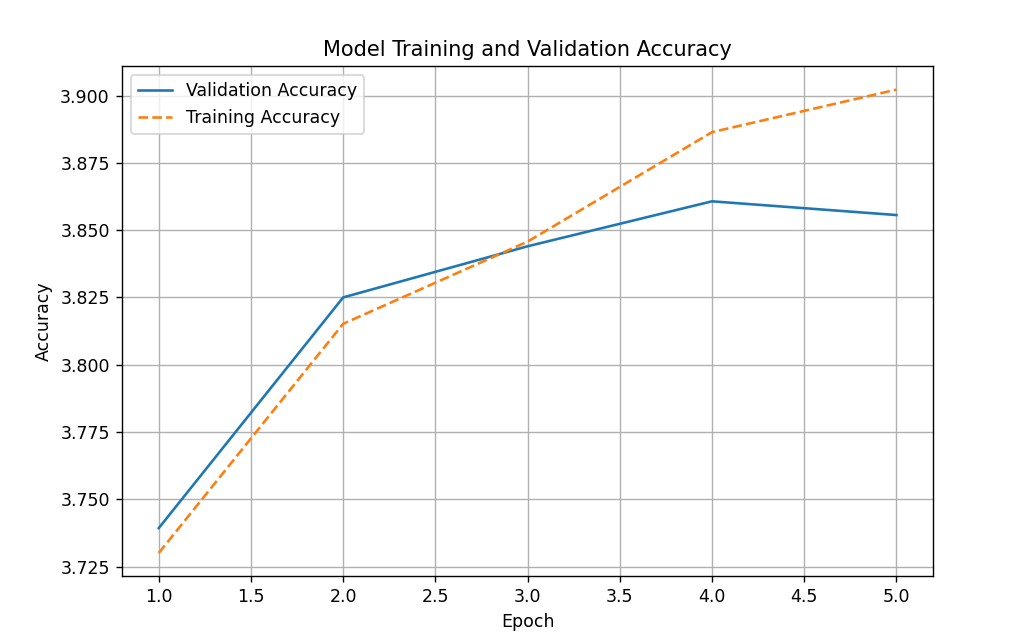 Model Training and Validation Accuracy
Validation Accuracy
Training Accuracy
3.900
3.875
3.850
3.825
3.800
3.775
3.750
3.725
Accuracy
1.0 1.5 2.0 2.5 3.0 3.5 4.0 4.5 5.0
Epoch